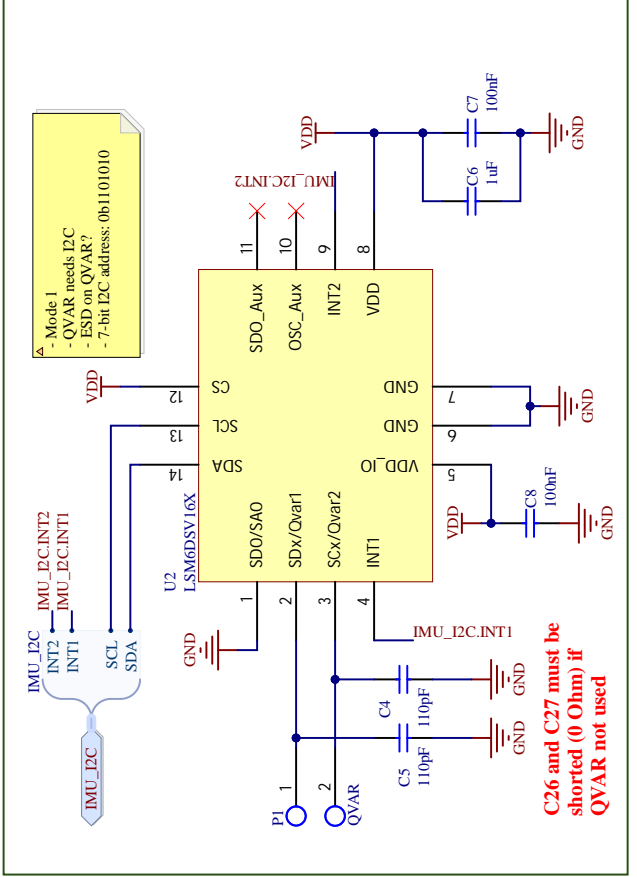 - Mode 1
- QVAR needs I2C
- ESD on QVAR?
- 7-bit I2C address: 0b1101010
IMU_I2C
IMU_I2C
INT2
IMU_I2C.INT2
INT1
IMU_I2C.INT1
SCL
SDA
VDD
14
13
12
SDA
SCL
CS
U2
LSM6DSV16X
GND
1
SDO/SAO
2
SDx/Qvar1
3
SCx/Qvar2
4
INT1
IMU_I2C.INT1
11
SDO_Aux
10
OSC_Aux
9
INT2
IMU_I2C.INT2
8
VDD
VDD
VDD_IO
GND
GND
5
6
7
P1
1
2
QVAR
C5
110pF
GND
C4
110pF
GND
VDD
C8
100nF
GND
GND
C6
1uF
C7
100nF
GND
C26 and C27 must be
shorted (0 Ohm) if
QVAR not used